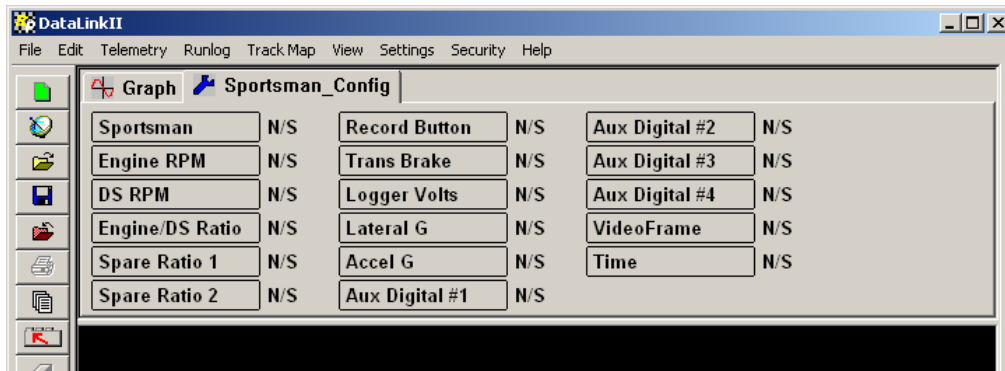 DataLinkII
File Edit Telemetry Runlog Track Map View Settings Security Help
Graph Sportsman_Config
Sportsman N/S Record Button N/S Aux Digital #2 N/S
Engine RPM N/S Trans Brake N/S Aux Digital #3 N/S
DS RPM N/S Logger Volts N/S Aux Digital #4 N/S
Engine/DS Ratio N/S Lateral G N/S VideoFrame N/S
Spare Ratio 1 N/S Accel G N/S Time N/S
Spare Ratio 2 N/S Aux Digital #1 N/S